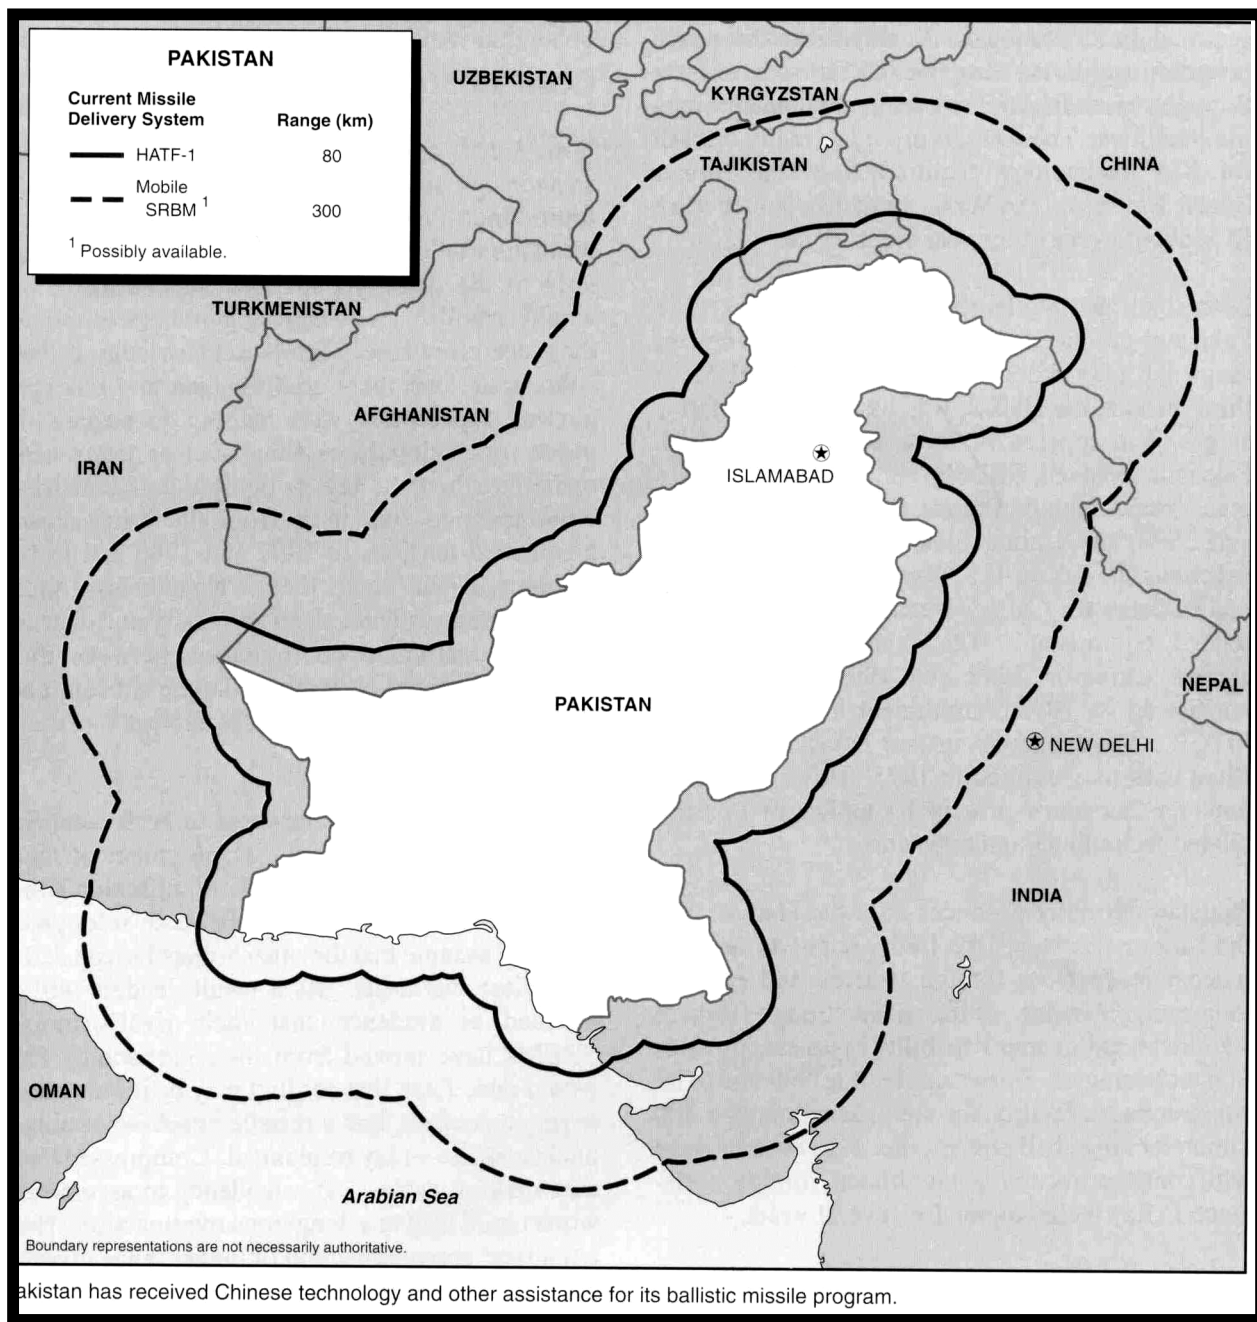 PAKISTAN
Current Missile
Delivery System
Range (km)
HATF-1
80
Mobile
SRBM 1
300
1 Possibly available.
UZBEKISTAN
KYRGYZSTAN
TAJIKISTAN
CHINA
TURKMENISTAN
AFGHANISTAN
IRAN
ISLAMABAD
PAKISTAN
NEPAL
NEW DELHI
INDIA
OMAN
Arabian Sea
Boundary representations are not necessarily authoritative.
akistan has received Chinese technology and other assistance for its ballistic missile program.